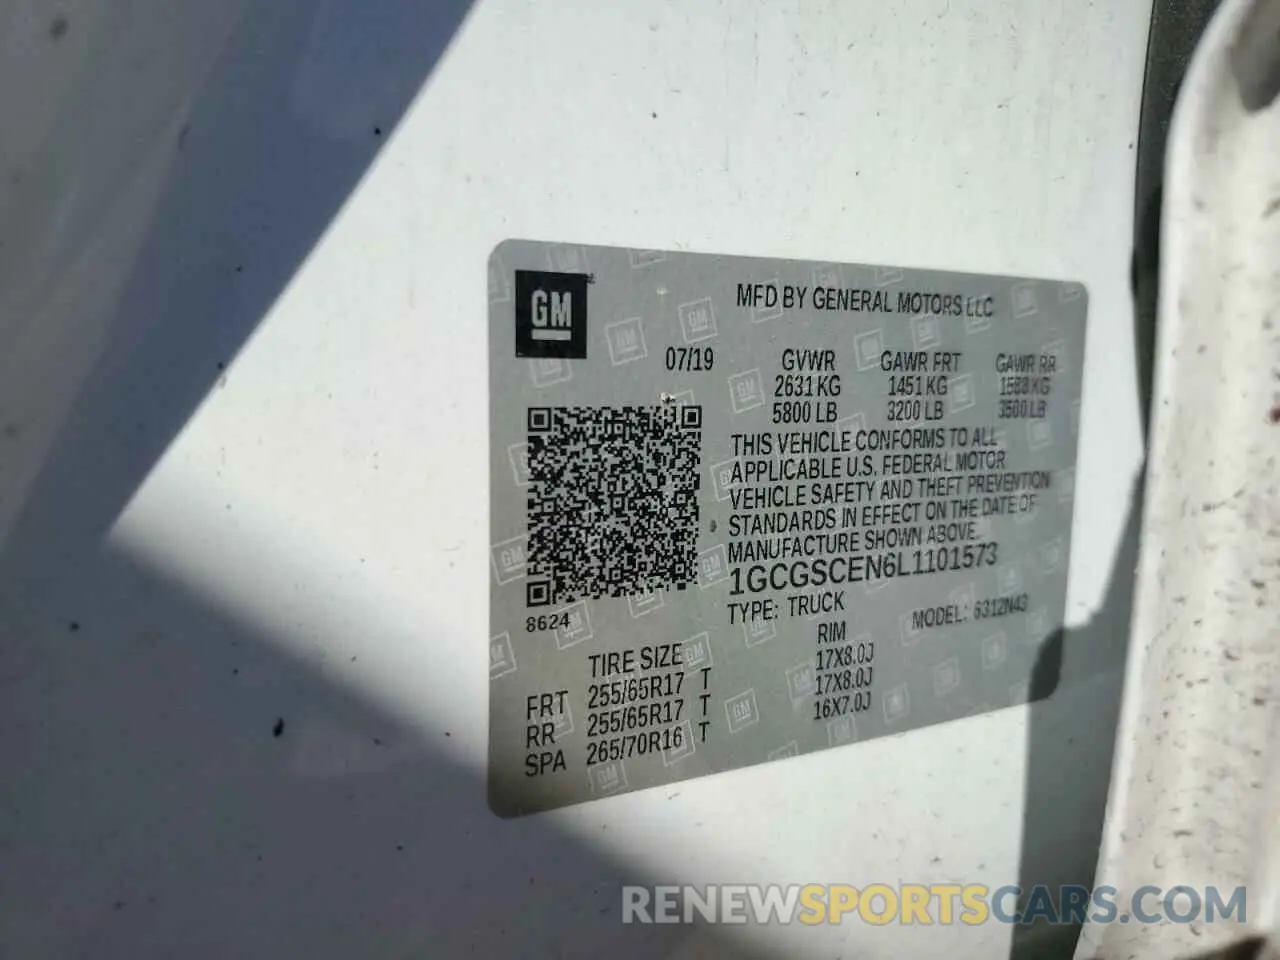 GM
MFD BY GENERAL MOTORS LLC
07/19 GVWR GAWR FRT GAWR RR
2631 KG 1451 KG 1588 KG
5800 LB 3200 LB 3500 LB
THIS VEHICLE CONFORMS TO ALL
APPLICABLE U.S. FEDERAL MOTOR
VEHICLE SAFETY AND THEFT PREVENTION
STANDARDS IN EFFECT ON THE DATE OF
MANUFACTURE SHOWN ABOVE.
1GCGSCEN6L1101573
TYPE: TRUCK MODEL: 6312N43
8624
TIRE SIZE RIM
FRT 255/65R17 T 17X8.0J
RR 255/65R17 T 17X8.0J
SPA 265/70R16 T 16X7.0J
RENEWSPORTSCARS.COM